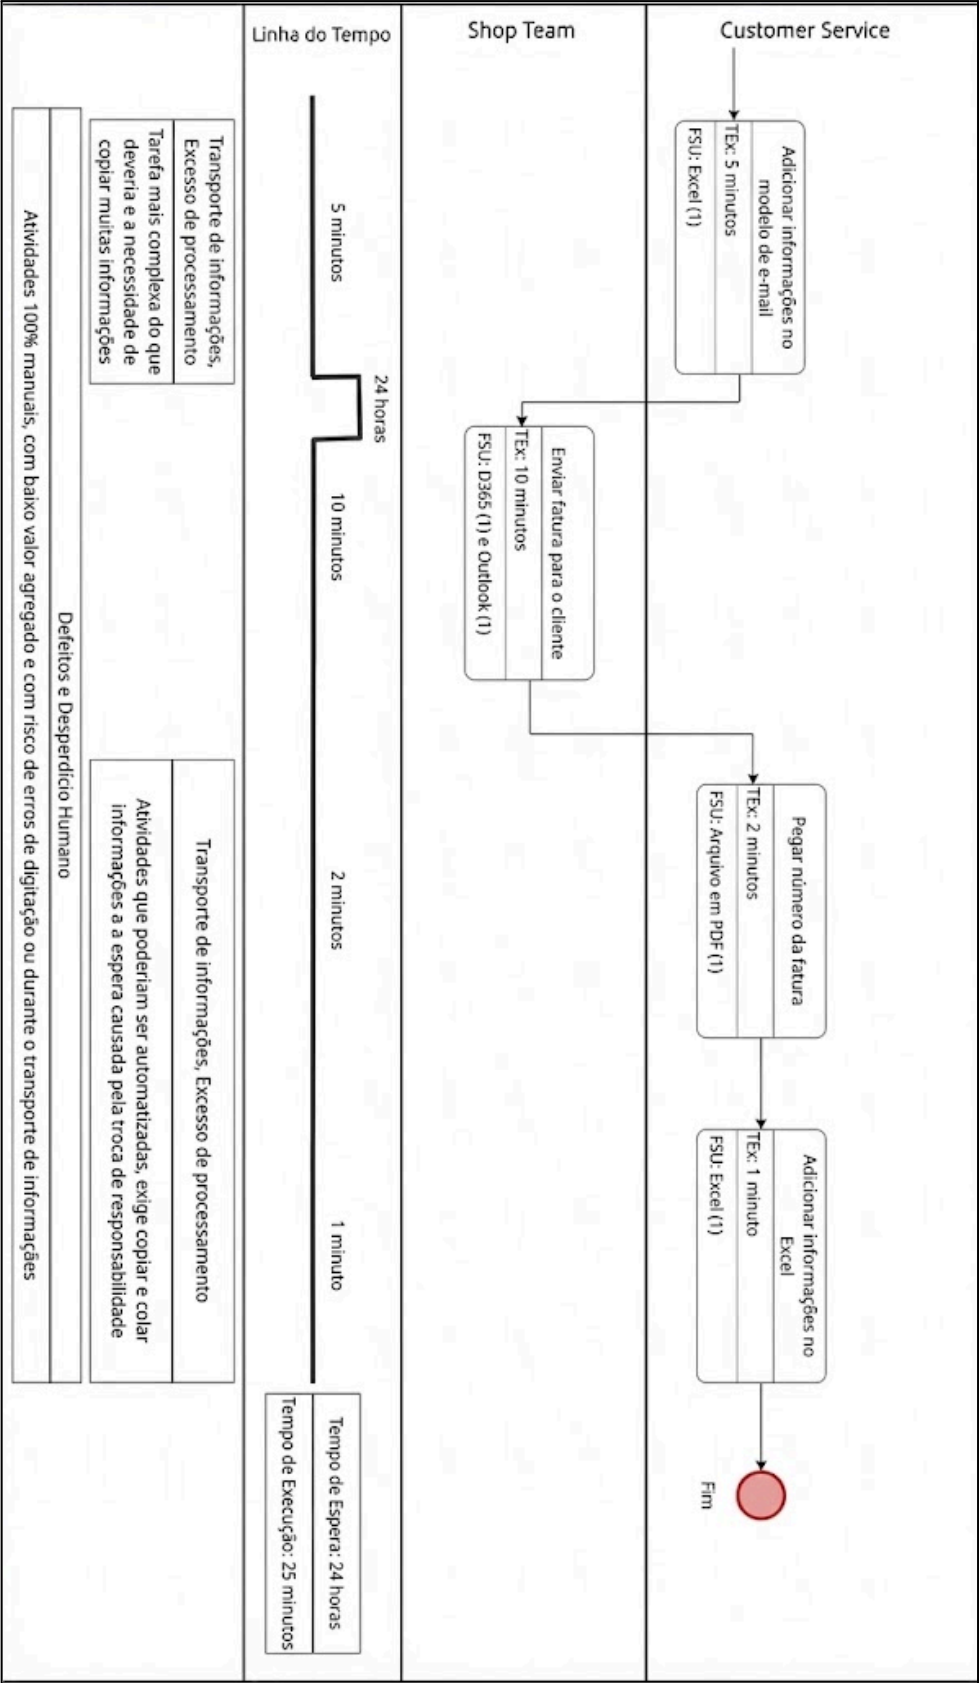 Customer Service
Adicionar informações no
modelo de e-mail
TEx: 5 minutos
FSU: Excel (1)
Pegar número da fatura
TEx: 2 minutos
FSU: Arquivo em PDF (1)
Adicionar informações no
Excel
TEx: 1 minuto
FSU: Excel (1)
Fim
Shop Team
Enviar fatura para o cliente
TEx: 10 minutos
FSU: D365 (1) e Outlook (1)
Linha do Tempo
5 minutos
24 horas
10 minutos
2 minutos
1 minuto
Tempo de Espera: 24 horas
Tempo de Execução: 25 minutos
Transporte de informações,
Excesso de processamento
Tarefa mais complexa do que
deveria e a necessidade de
copiar muitas informações
Transporte de informações, Excesso de processamento
Atividades que poderiam ser automatizadas, exige copiar e colar
informações a a espera causada pela troca de responsabilidade
Defeitos e Desperdício Humano
Atividades 100% manuais, com baixo valor agregado e com risco de erros de digitação ou durante o transporte de informações